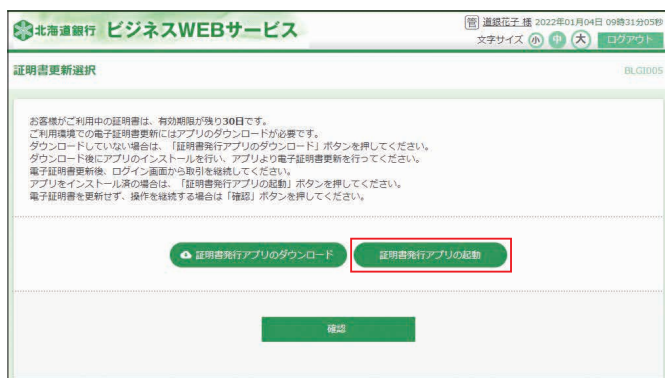 北海道銀行 ビジネスWEBサービス
管 道銀花子 様 2022年01月04日 09時31分05秒
文字サイズ 小 中 大 ログアウト
証明書更新選択
BLGI005
お客様がご利用中の証明書は、有効期限が残り30日です。
ご利用環境での電子証明書更新にはアプリのダウンロードが必要です。
ダウンロードしていない場合は、「証明書発行アプリのダウンロード」ボタンを押してください。
ダウンロード後にアプリのインストールを行い、アプリより電子証明書更新を行ってください。
電子証明書更新後、ログイン画面から取引を継続してください。
アプリをインストール済の場合は、「証明書発行アプリの起動」ボタンを押してください。
電子証明書を更新せず、操作を継続する場合は「確認」ボタンを押してください。
証明書発行アプリのダウンロード
証明書発行アプリの起動
確認